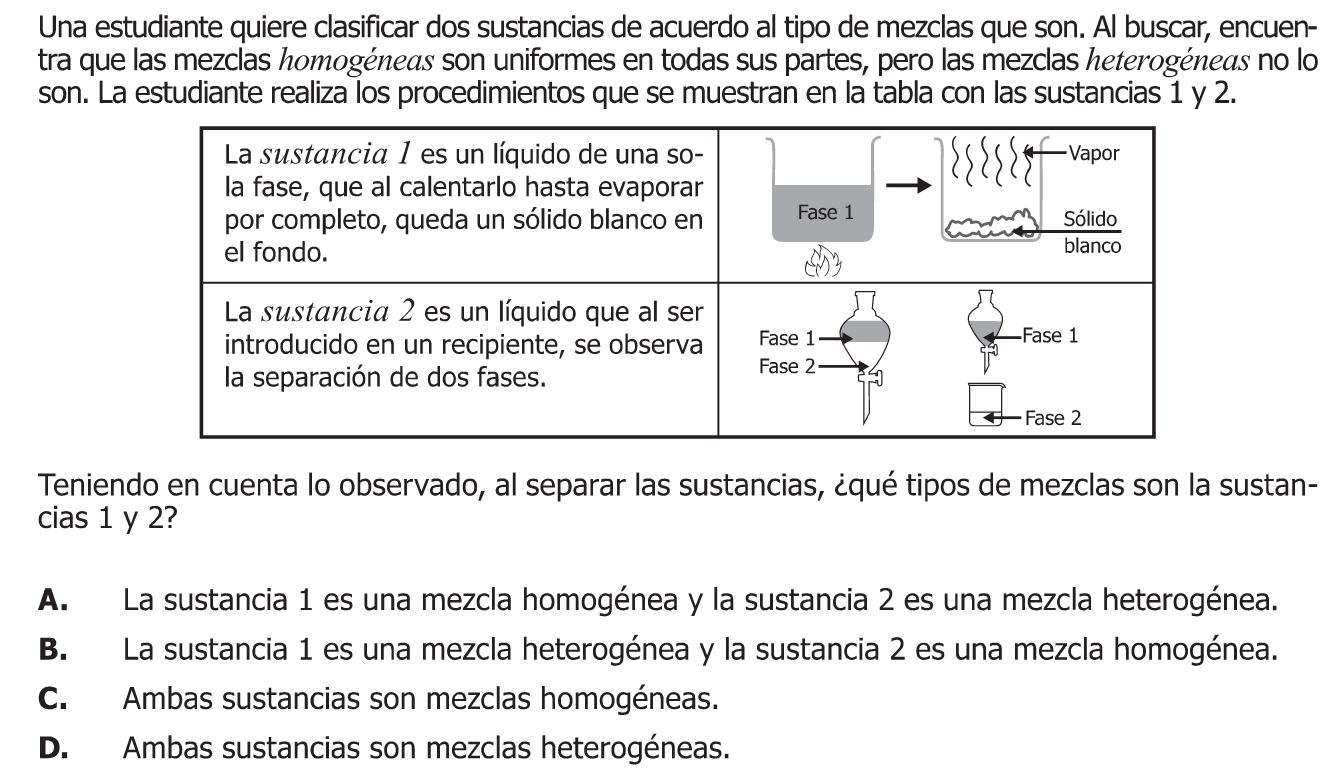 Una estudiante quiere clasificar dos sustancias de acuerdo al tipo de mezclas que son. Al buscar, encuen-
tra que las mezclas homogéneas son uniformes en todas sus partes, pero las mezclas heterogéneas no lo
son. La estudiante realiza los procedimientos que se muestran en la tabla con las sustancias 1 y 2.
La sustancia 1 es un líquido de una so-
la fase, que al calentarlo hasta evaporar
por completo, queda un sólido blanco en
el fondo.
Fase 1
Vapor
Sólido
blanco
La sustancia 2 es un líquido que al ser
introducido en un recipiente, se observa
la separación de dos fases.
Fase 1
Fase 2
Fase 1
Fase 2
Teniendo en cuenta lo observado, al separar las sustancias, ¿qué tipos de mezclas son la sustan-
cias 1 y 2?
A. La sustancia 1 es una mezcla homogénea y la sustancia 2 es una mezcla heterogénea.
B. La sustancia 1 es una mezcla heterogénea y la sustancia 2 es una mezcla homogénea.
C. Ambas sustancias son mezclas homogéneas.
D. Ambas sustancias son mezclas heterogéneas.